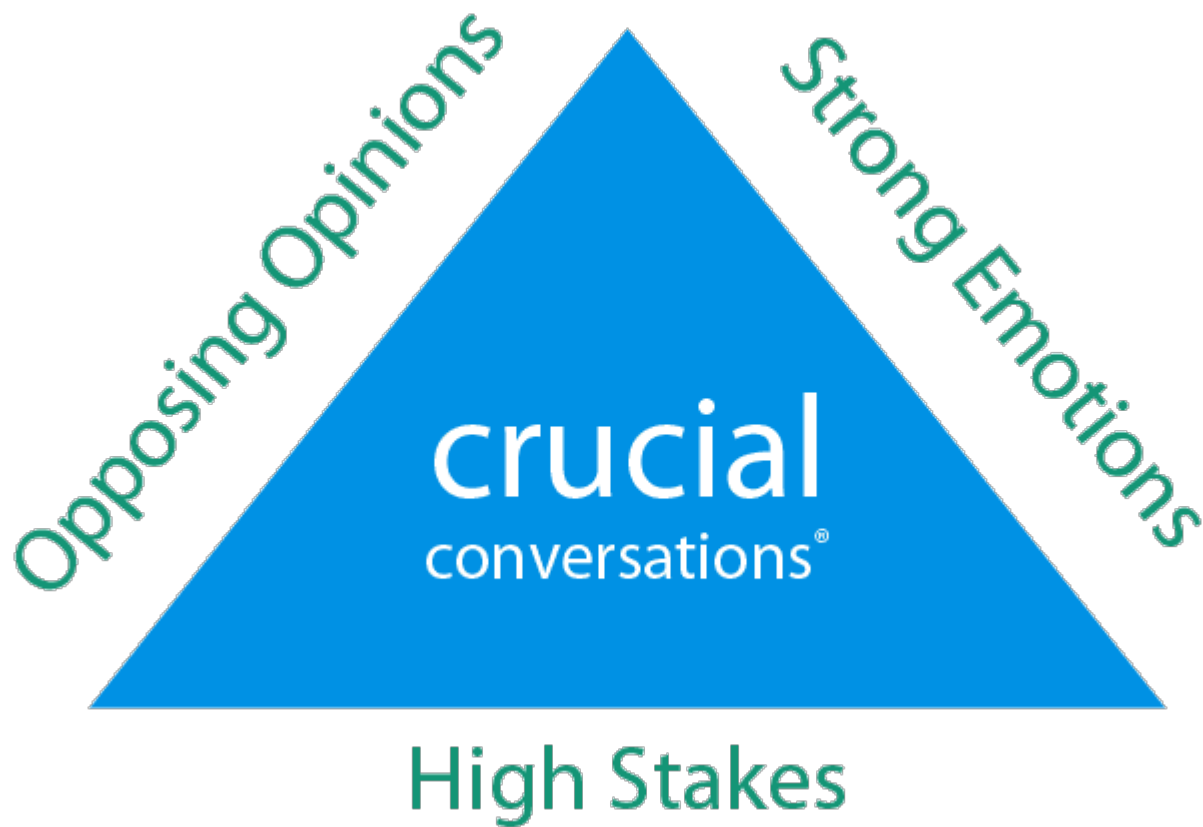 Opposing Opinions
Strong Emotions
crucial
conversations®
High Stakes